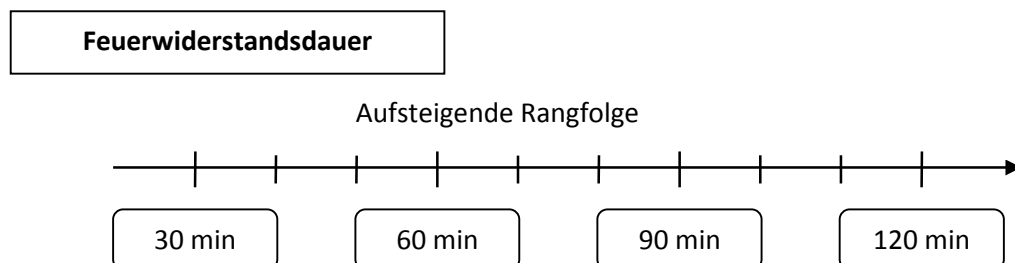 Feuerwiderstandsdauer
Aufsteigende Rangfolge
30 min
60 min
90 min
120 min